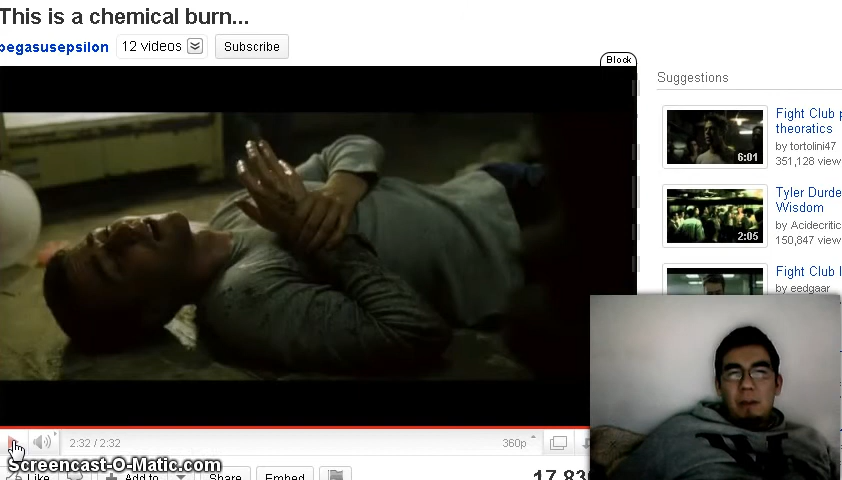 This is a chemical burn...
pegasusepsilon
12 videos
Subscribe
Block
Suggestions
Fight Club p
theoratics
by tortolini47
351,128 view
6:01
Tyler Durde
Wisdom
by Acidecritic
150,847 view
2:05
Fight Club I
by eedgaar
2:32 / 2:32
360p
Screencast-O-Matic.com
Like
Add to
Share
Embed
17,830